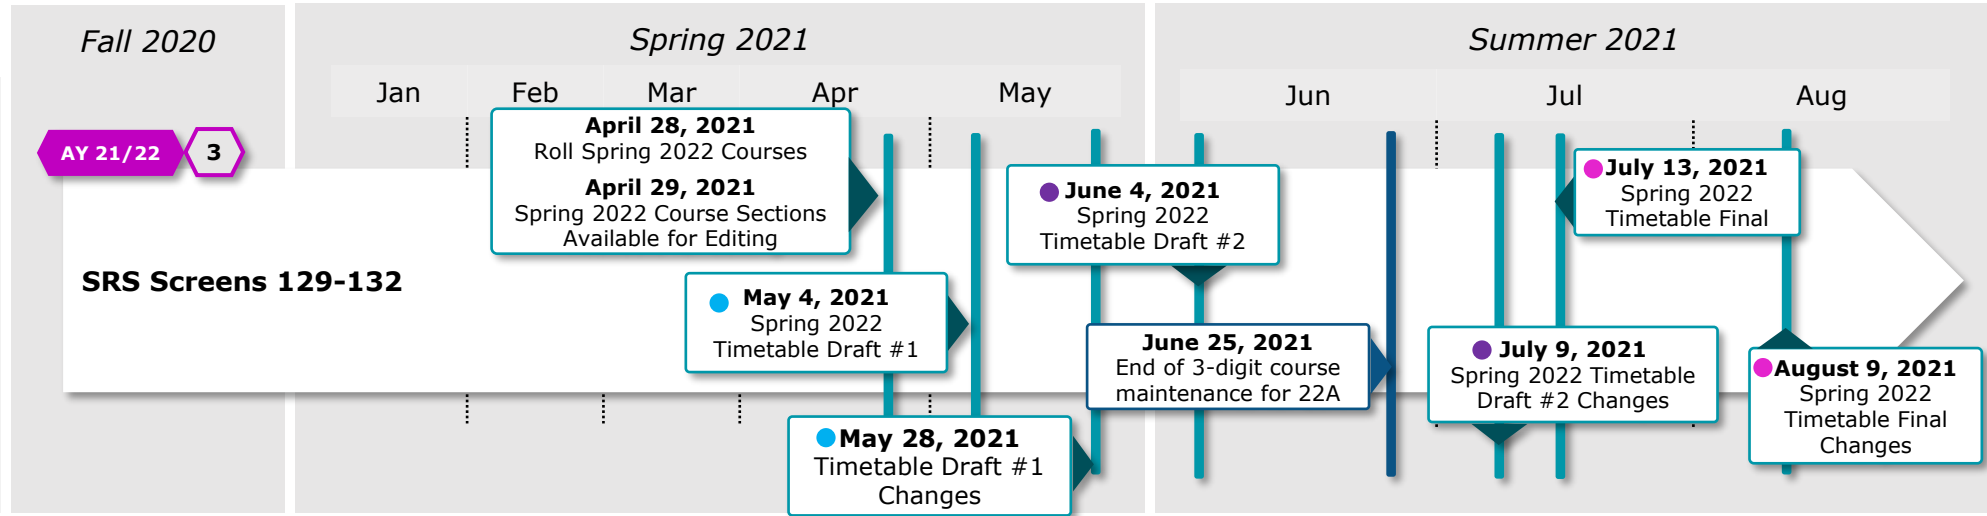 Fall 2020
Spring 2021
Summer 2021
Jan
Feb
Mar
Apr
May
Jun
Jul
Aug
AY 21/22
3
SRS Screens 129-132
April 28, 2021
Roll Spring 2022 Courses
April 29, 2021
Spring 2022 Course Sections
Available for Editing
May 4, 2021
Spring 2022
Timetable Draft #1
May 28, 2021
Timetable Draft #1
Changes
June 4, 2021
Spring 2022
Timetable Draft #2
June 25, 2021
End of 3-digit course
maintenance for 22A
July 9, 2021
Spring 2022 Timetable
Draft #2 Changes
July 13, 2021
Spring 2022
Timetable Final
August 9, 2021
Spring 2022
Timetable Final
Changes